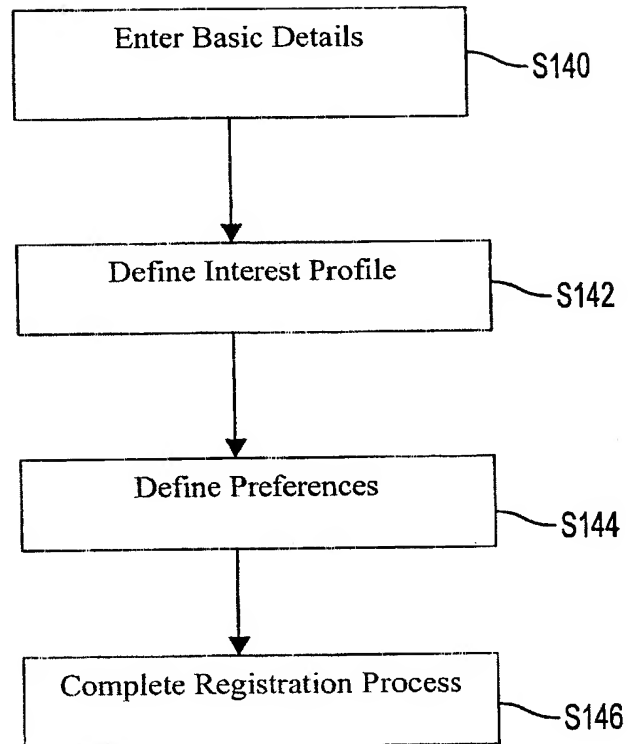 Enter Basic Details
S140
Define Interest Profile
S142
Define Preferences
S144
Complete Registration Process
S146